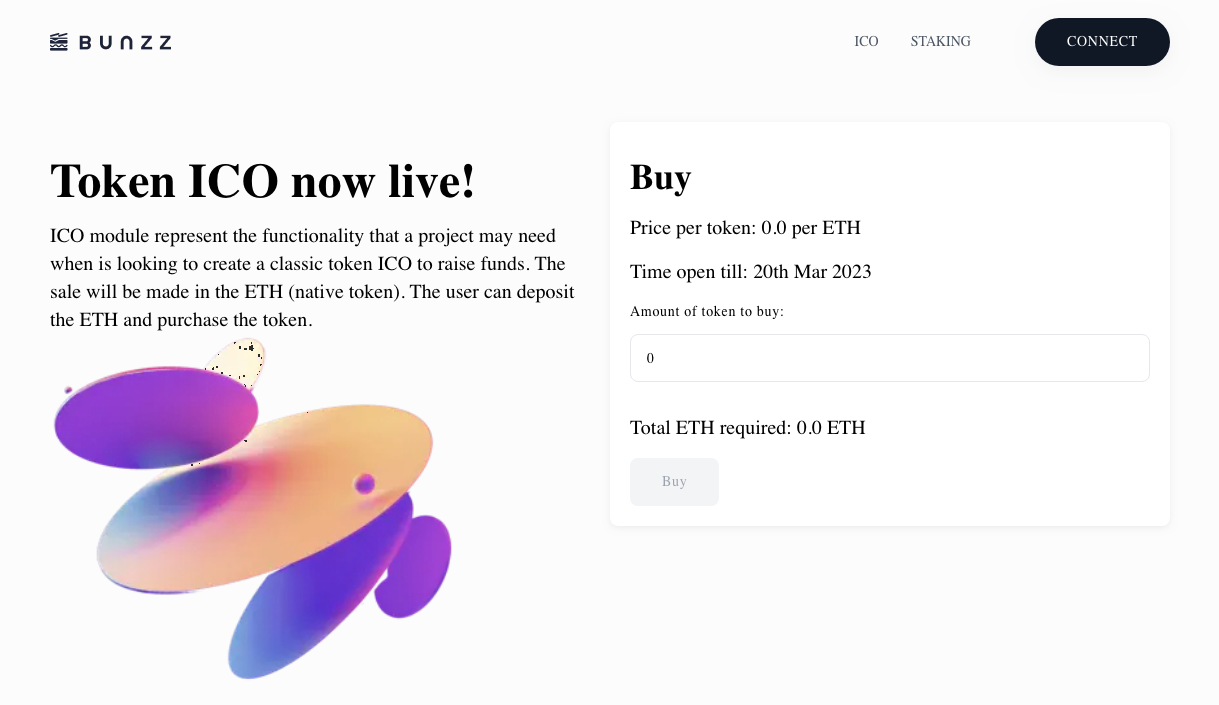 BUNZZ
ICO
STAKING
CONNECT
Token ICO now live!
ICO module represent the functionality that a project may need
when is looking to create a classic token ICO to raise funds. The
sale will be made in the ETH (native token). The user can deposit
the ETH and purchase the token.
Buy
Price per token: 0.0 per ETH
Time open till: 20th Mar 2023
Amount of token to buy:
0
Total ETH required: 0.0 ETH
Buy